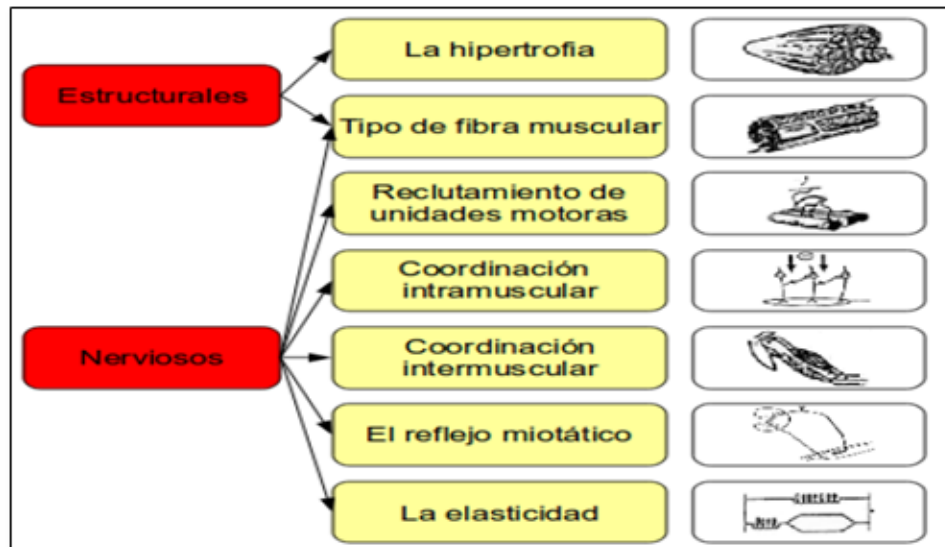 La hipertrofia
Estructurales
Tipo de fibra muscular
Reclutamiento de
unidades motoras
Coordinación
intramuscular
Nerviosos
Coordinación
intermuscular
El reflejo miotático
La elasticidad